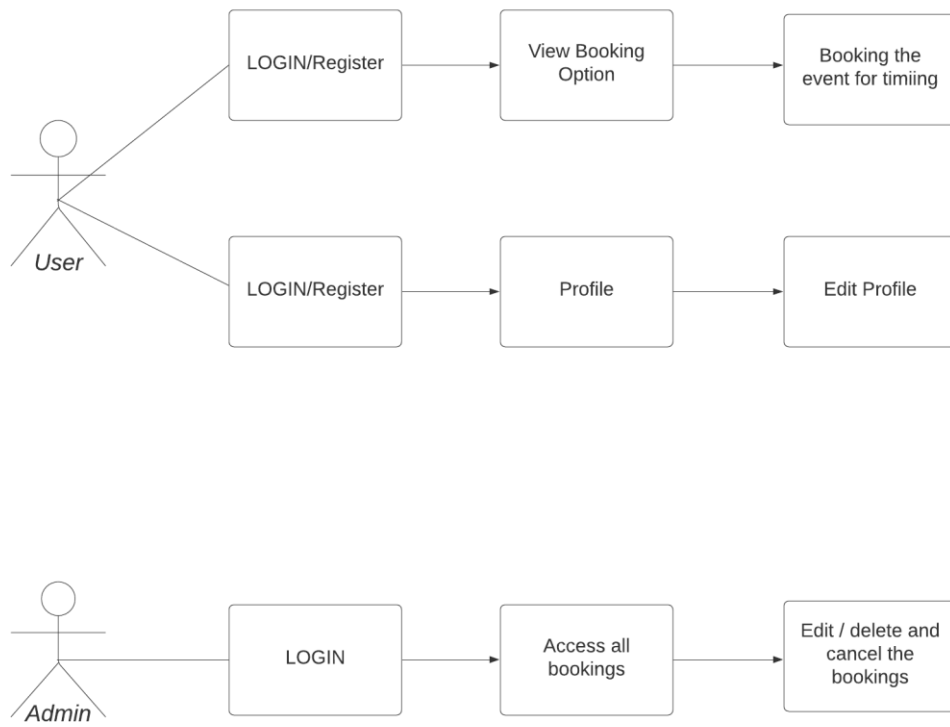 LOGIN/Register
View Booking
Option
Booking the
event for timiing
User
LOGIN/Register
Profile
Edit Profile
LOGIN
Access all
bookings
Edit / delete and
cancel the
bookings
Admin